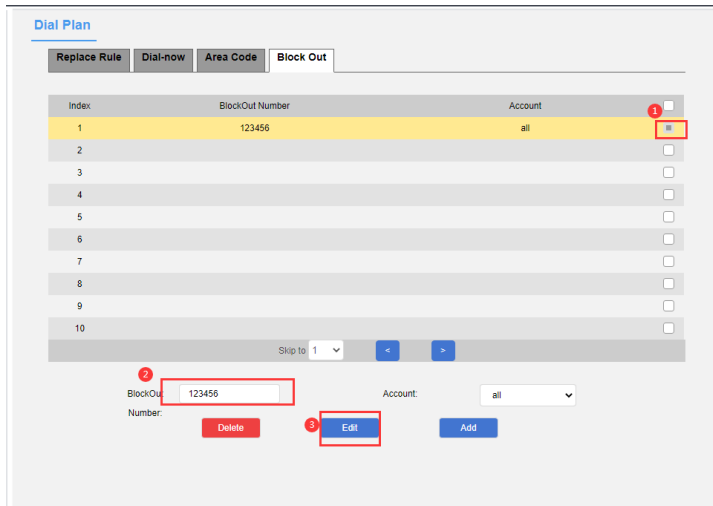 Dial Plan
Replace Rule Dial-now Area Code Block Out
Index BlockOut Number Account
1
1 123456 all
2
3
4
5
6
7
8
9
10
Skip to 1 < >
2
BlockOut 123456 Account: all
Number:
Delete 3 Edit Add